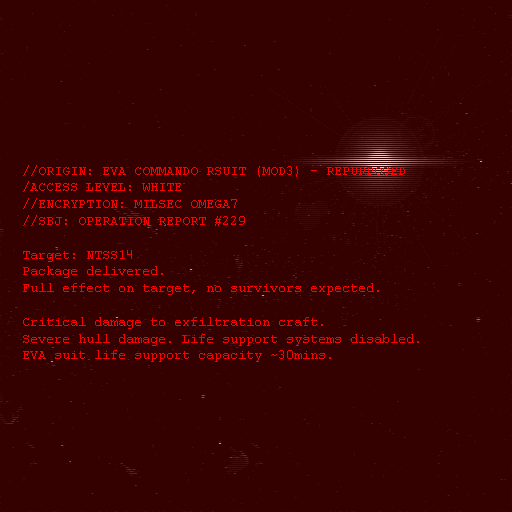 //ORIGIN: EVA COMMANDO RSUIT (MOD3) - REPURPOSED
/ACCESS LEVEL: WHITE
//ENCRYPTION: MILSEC OMEGA7
//SBJ: OPERATION REPORT #229
Target: NTSS14
Package delivered.
Full effect on target, no survivors expected.
Critical damage to exfiltration craft.
Severe hull damage. Life support systems disabled.
EVA suit life support capacity ~30mins.